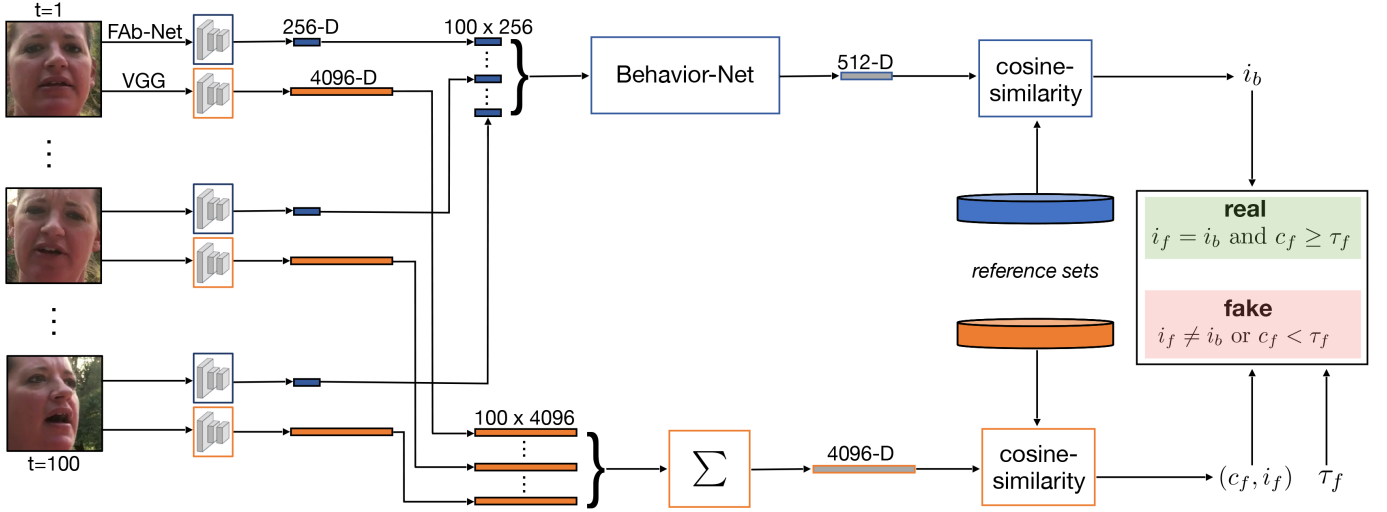 t=1
FAb-Net
256-D
100 x 256
VGG
4096-D
Behavior-Net
512-D
cosine-
similarity
i_b
real
i_f = i_b and c_f ≥ τ_f
reference sets
fake
i_f ≠ i_b or c_f < τ_f
t=100
100 x 4096
∑
4096-D
cosine-
similarity
(c_f, i_f)
τ_f